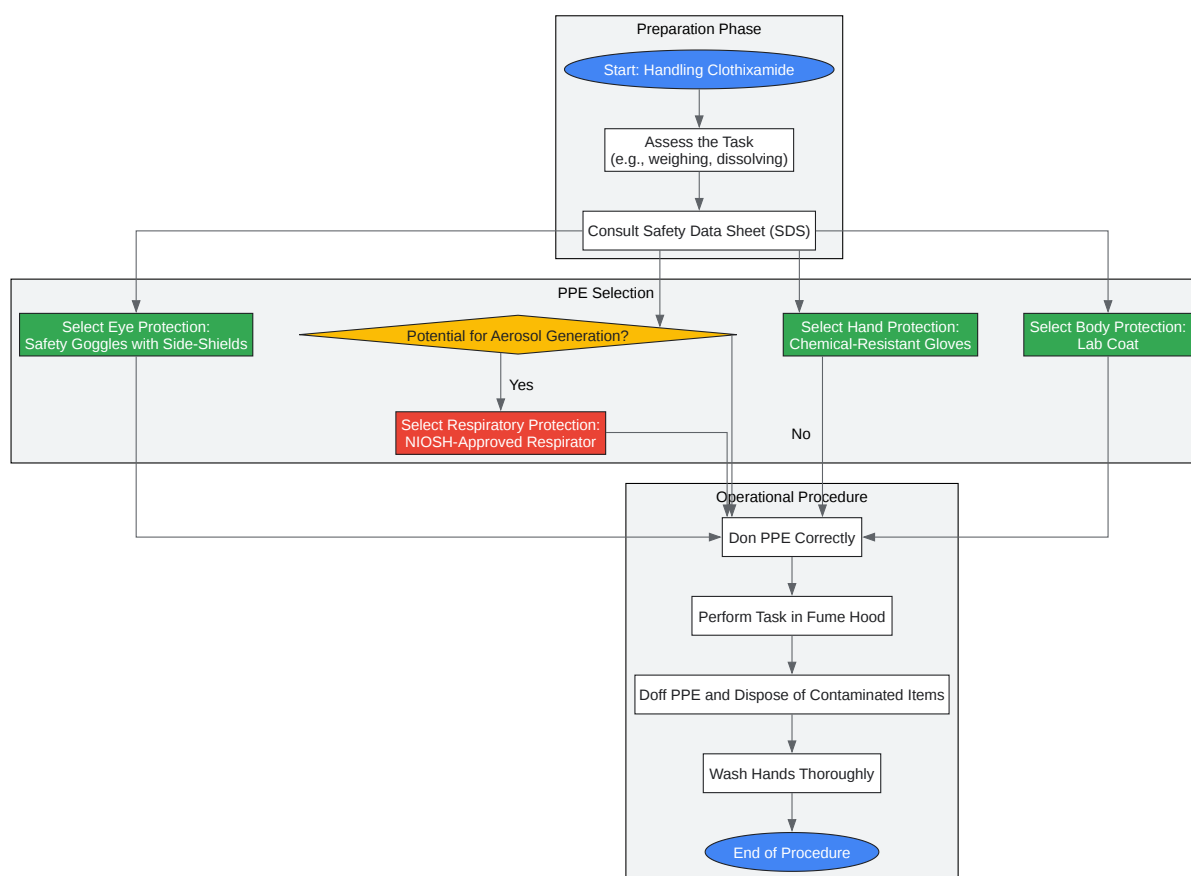 Preparation Phase
Start: Handling Clothixamide
Assess the Task
(e.g., weighing, dissolving)
Consult Safety Data Sheet (SDS)
PPE Selection
Select Eye Protection:
Safety Goggles with Side-Shields
Potential for Aerosol Generation?
Select Hand Protection:
Chemical-Resistant Gloves
Select Body Protection:
Lab Coat
Yes
Select Respiratory Protection:
NIOSH-Approved Respirator
No
Operational Procedure
Don PPE Correctly
Perform Task in Fume Hood
Doff PPE and Dispose of Contaminated Items
Wash Hands Thoroughly
End of Procedure